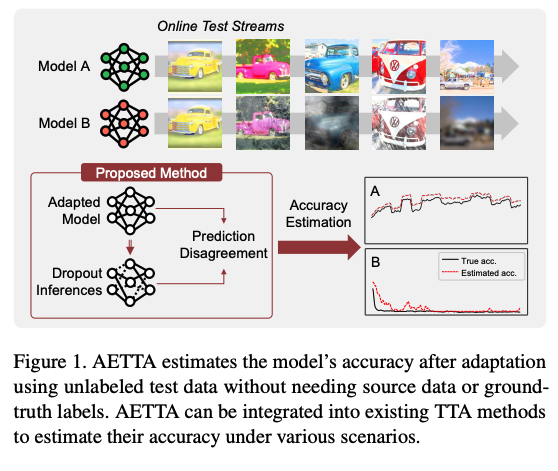 Online Test Streams
Model A
Model B
Proposed Method
Adapted
Model
Prediction
Disagreement
Dropout
Inferences
Accuracy
Estimation
A
B
True acc.
Estimated acc.
Figure 1. AETTA estimates the model's accuracy after adaptation
using unlabeled test data without needing source data or ground-
truth labels. AETTA can be integrated into existing TTA methods
to estimate their accuracy under various scenarios.